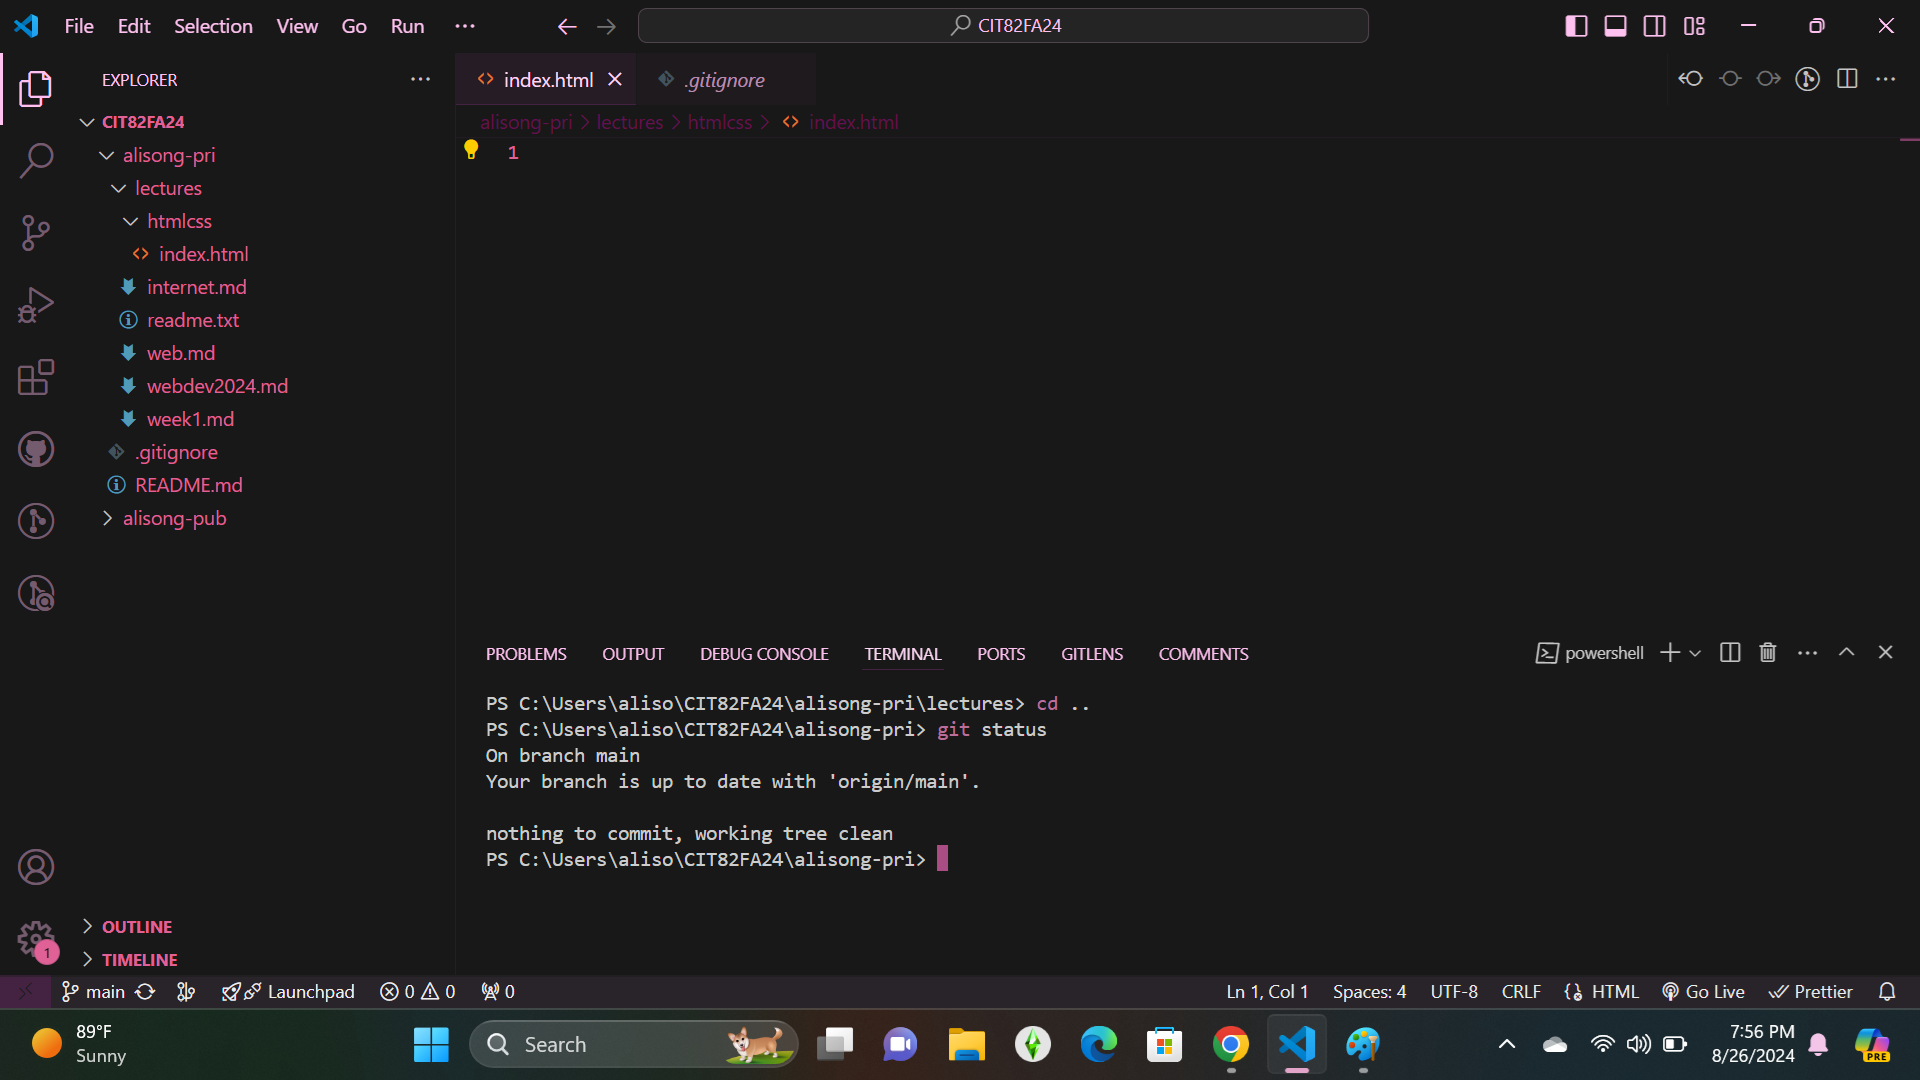 File Edit Selection View Go Run ···
CIT82FA24
EXPLORER ···
index.html
.gitignore
alisong-pri > lectures > htmlcss > <> index.html
CIT82FA24
alisong-pri
lectures
htmlcss
index.html
internet.md
readme.txt
web.md
webdev2024.md
week1.md
.gitignore
README.md
alisong-pub
1
PROBLEMS OUTPUT DEBUG CONSOLE TERMINAL PORTS GITLENS COMMENTS
powershell
PS C:\Users\aliso\CIT82FA24\alisong-pri\lectures> cd ..
PS C:\Users\aliso\CIT82FA24\alisong-pri> git status
On branch main
Your branch is up to date with 'origin/main'.
nothing to commit, working tree clean
PS C:\Users\aliso\CIT82FA24\alisong-pri>
OUTLINE
1
TIMELINE
main Launchpad 0 0 0
Ln 1, Col 1 Spaces: 4 UTF-8 CRLF HTML Go Live Prettier
89°F
Sunny
Search
7:56 PM
8/26/2024
PRE